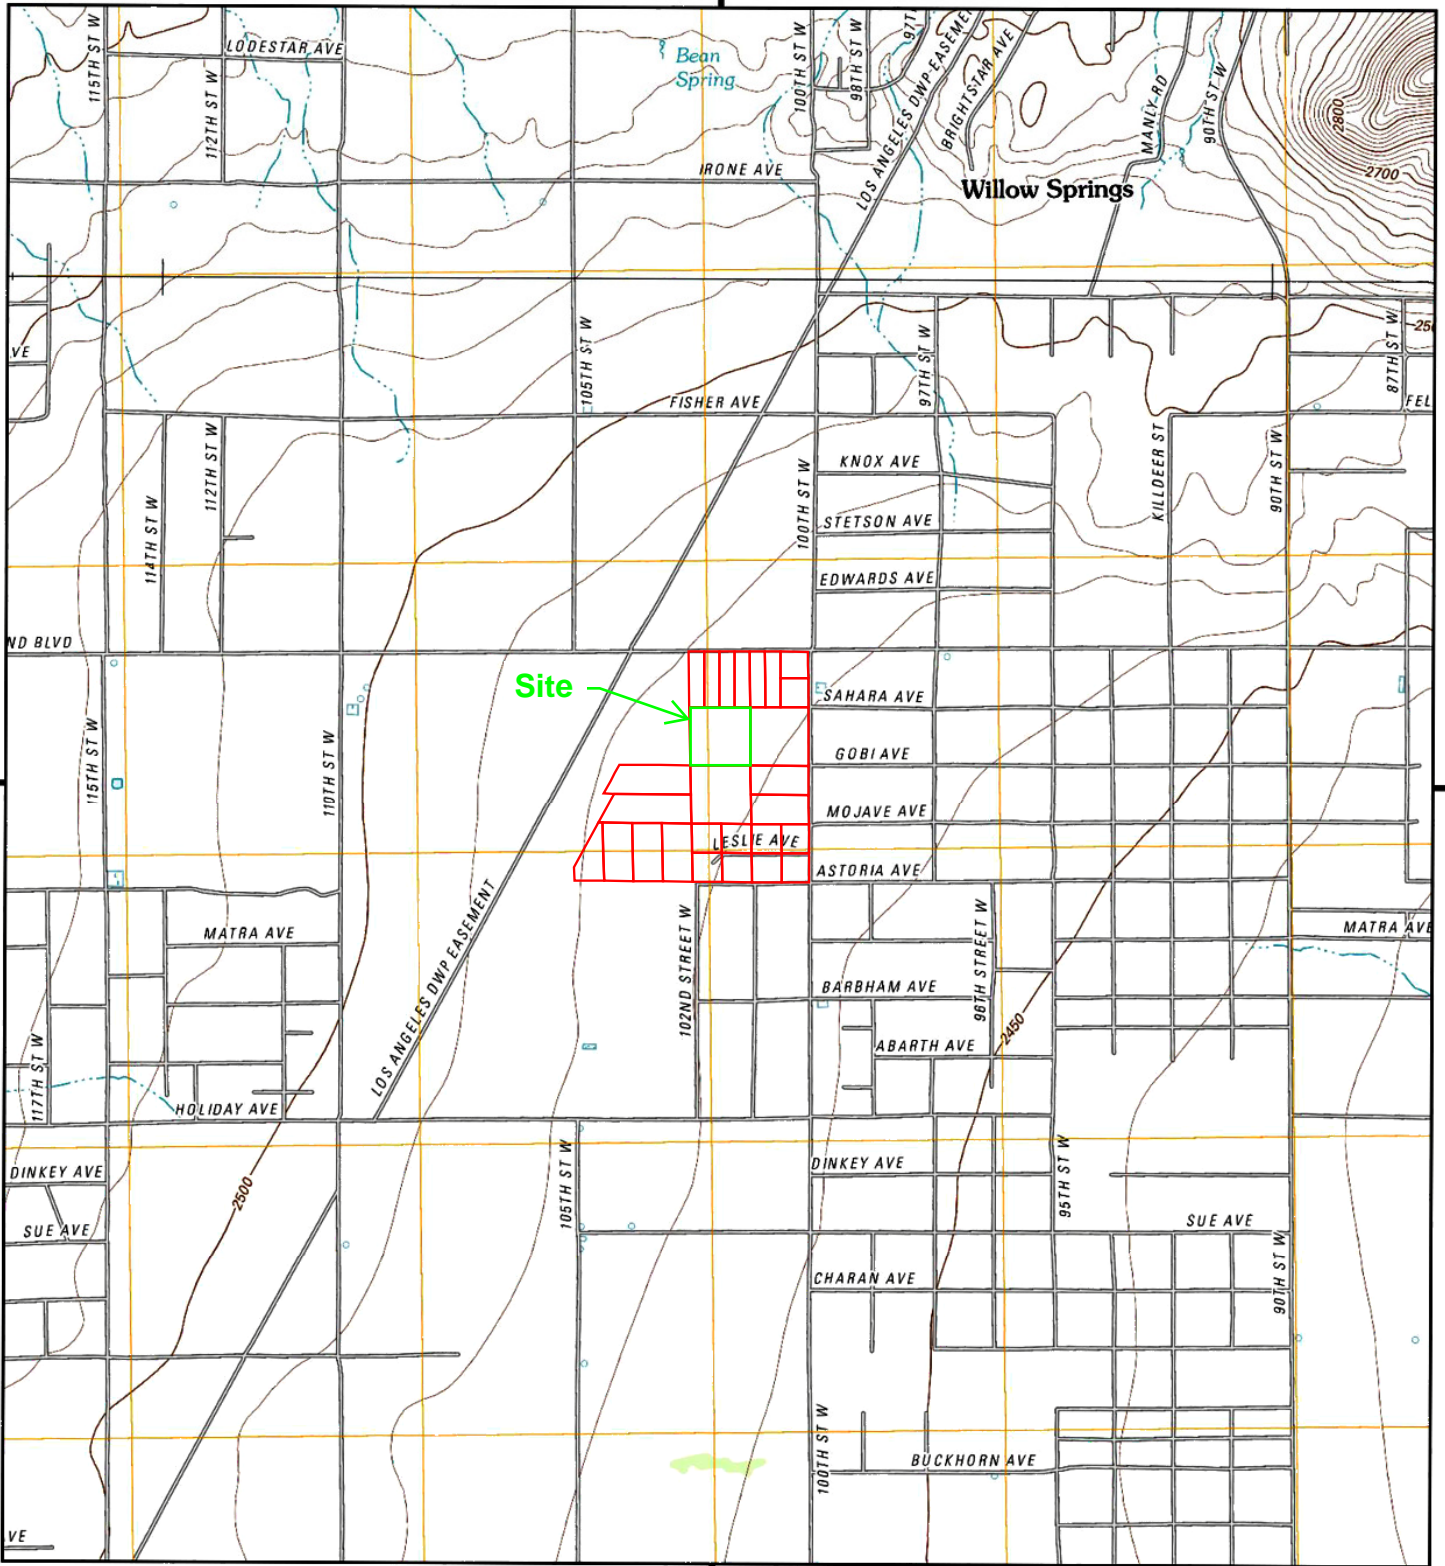 115TH ST W
LODESTAR AVE
112TH ST W
Bean
Spring
100TH ST W
98TH ST W
97T
LOS ANGELES DWP EASEMENT
BRIGHTSTAR AVE
MANLY RD
90TH ST W
2800
2700
IRONE AVE
Willow Springs
VE
105TH ST W
97TH ST W
87TH ST W
250
FISHER AVE
FEL
112TH ST W
114TH ST W
100TH ST W
KNOX AVE
KILLDEER ST
90TH ST W
STETSON AVE
EDWARDS AVE
ND BLVD
Site
SAHARA AVE
115TH ST W
110TH ST W
GOBI AVE
MOJAVE AVE
LESLIE AVE
ASTORIA AVE
MATRA AVE
MATRA AVE
LOS ANGELES DWP EASEMENT
102ND STREET W
96TH STREET W
BARBHAM AVE
2450
ABARTH AVE
117TH ST W
HOLIDAY AVE
DINKEY AVE
2500
105TH ST W
DINKEY AVE
95TH ST W
SUE AVE
SUE AVE
CHARAN AVE
90TH ST W
100TH ST W
BUCKHORN AVE
VE